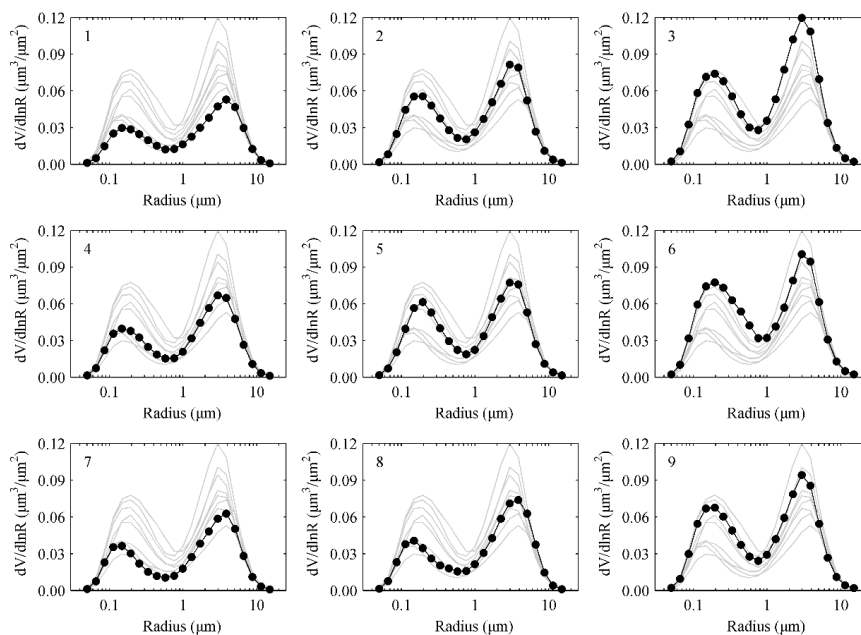 0.12 0.12 0.12
1 2 3
dV/dlnR (μm³/μm²) dV/dlnR (μm³/μm²) dV/dlnR (μm³/μm²)
0.09 0.09 0.09
0.06 0.06 0.06
0.03 0.03 0.03
0.00 0.00 0.00
0.1 1 10 0.1 1 10 0.1 1 10
Radius (μm) Radius (μm) Radius (μm)
0.12 0.12 0.12
4 5 6
dV/dlnR (μm³/μm²) dV/dlnR (μm³/μm²) dV/dlnR (μm³/μm²)
0.09 0.09 0.09
0.06 0.06 0.06
0.03 0.03 0.03
0.00 0.00 0.00
0.1 1 10 0.1 1 10 0.1 1 10
Radius (μm) Radius (μm) Radius (μm)
0.12 0.12 0.12
7 8 9
dV/dlnR (μm³/μm²) dV/dlnR (μm³/μm²) dV/dlnR (μm³/μm²)
0.09 0.09 0.09
0.06 0.06 0.06
0.03 0.03 0.03
0.00 0.00 0.00
0.1 1 10 0.1 1 10 0.1 1 10
Radius (μm) Radius (μm) Radius (μm)